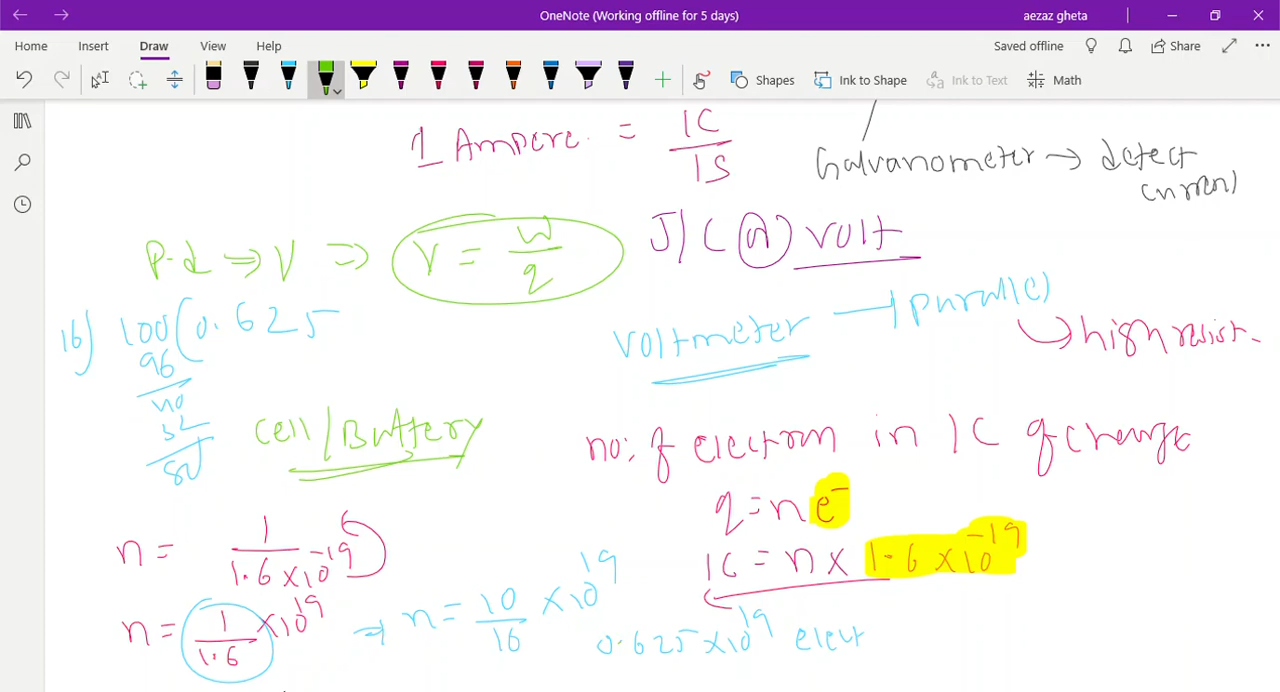 OneNote (Working offline for 5 days)
aezaz gheta
Home Insert Draw View Help
Saved offline Share
Shapes Ink to Shape Ink to Text Math
1 Ampere = 1C / 1S
Galvanometer → detect
current
P.d ⇒ V ⇒ V = W / q
J/C (or) volt
16) 100 ( 0.625
96
40
32
80
voltmeter → parallel
↳ high resist.
cell/Battery
no: of electron in 1C of charge
q = n e⁻
1C = n × 1.6 × 10⁻¹⁹
n = 1 / 1.6 × 10⁻¹⁹
n = 1 / 1.6 × 10¹⁹ ⇒ n = 10 / 16 × 10¹⁹
0.625 × 10¹⁹ elect